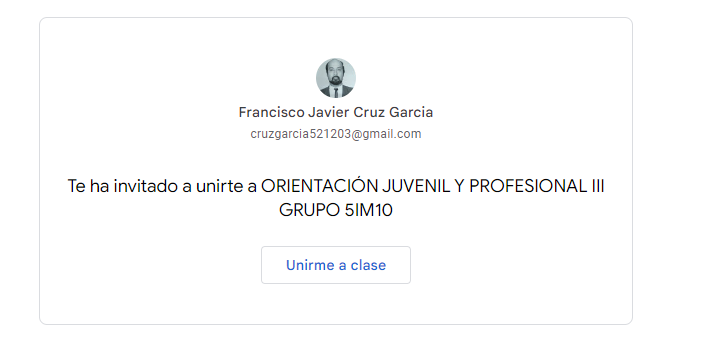 Francisco Javier Cruz Garcia
cruzgarcia521203@gmail.com
Te ha invitado a unirte a ORIENTACIÓN JUVENIL Y PROFESIONAL III
GRUPO 5IM10
Unirme a clase